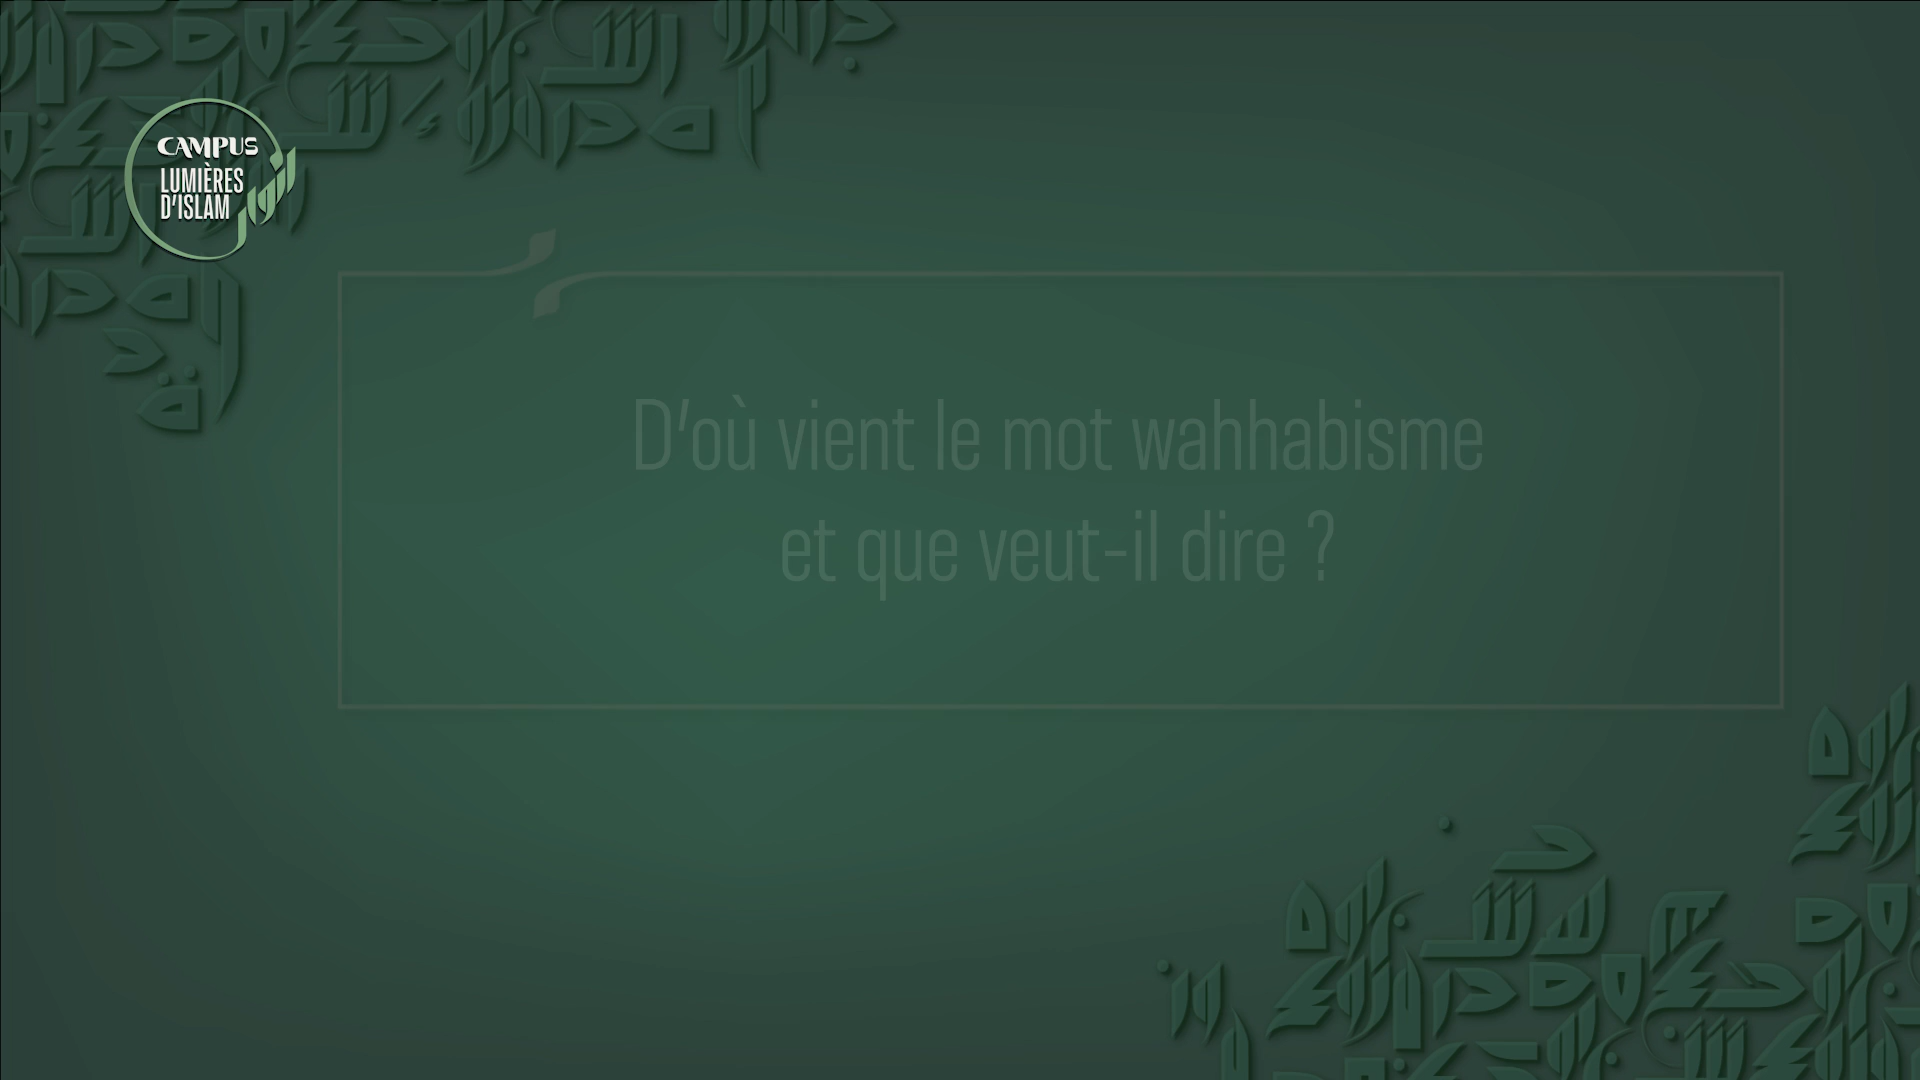 CAMPUS
LUMIÈRES
D'ISLAM
D'où vient le mot wahhabisme
et que veut-il dire ?